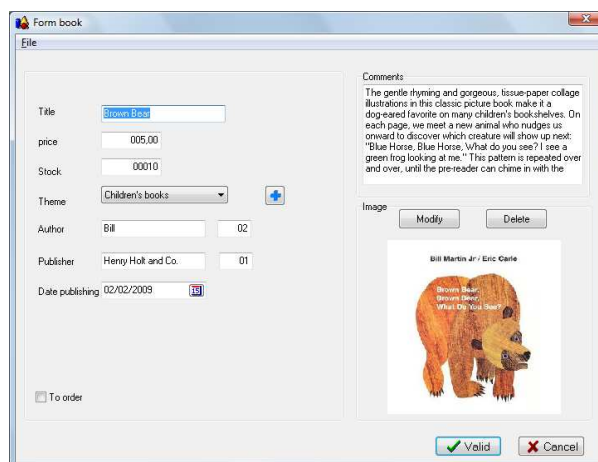 Form book
File
Title
Brown Bear
price
005,00
Stock
00010
Theme
Children's books
Author
Bill
02
Publisher
Henry Holt and Co.
01
Date publishing
02/02/2009
15
To order
Comments
The gentle rhyming and gorgeous, tissue-paper collage
illustrations in this classic picture book make it a
dog-eared favorite on many children's bookshelves. On
each page, we meet a new animal who nudges us
onward to discover which creature will show up next:
"Blue Horse, Blue Horse, What do you see? I see a
green frog looking at me." This pattern is repeated over
and over, until the pre-reader can chime in with the
Image
Modify
Delete
Bill Martin Jr / Eric Carle
Brown Bear,
Brown Bear,
What Do You See?
Valid
Cancel